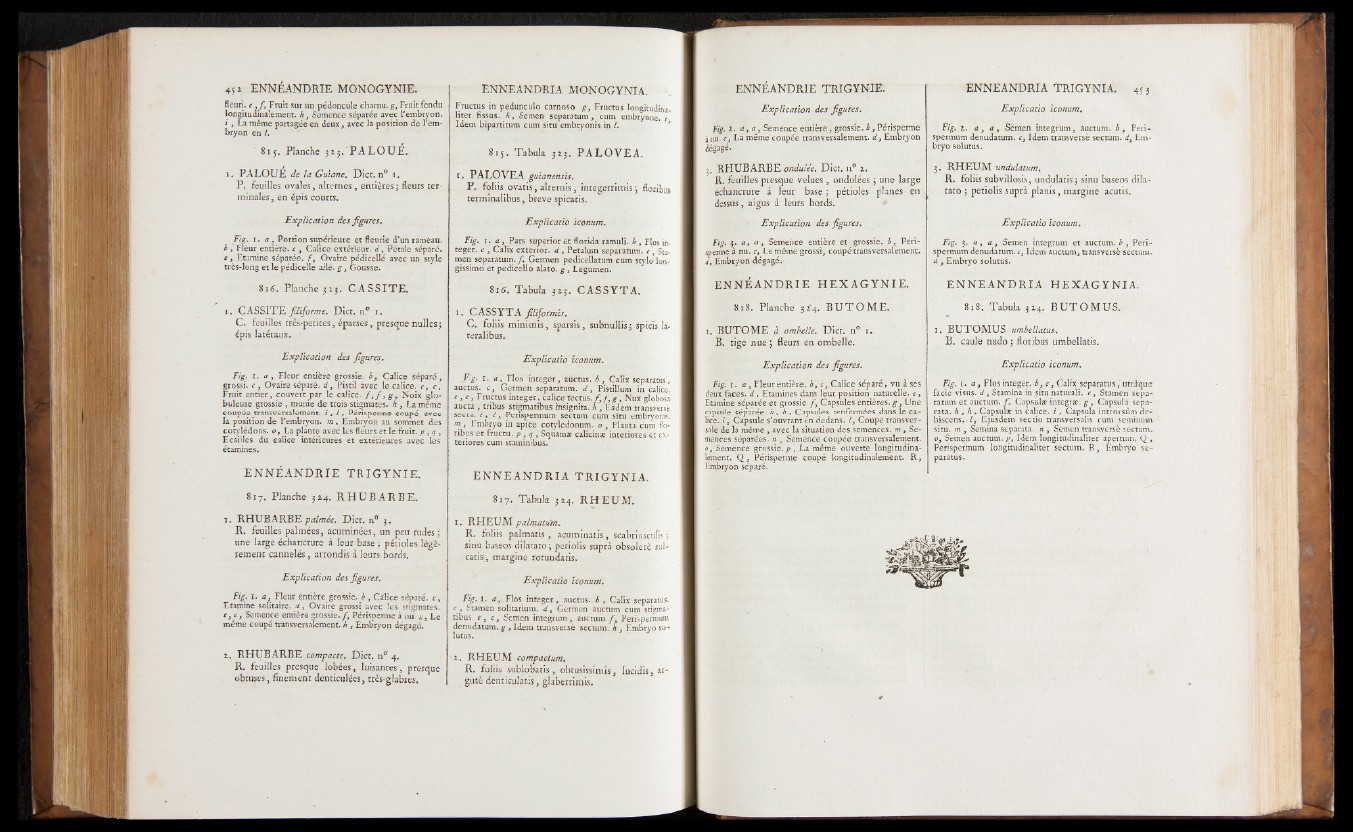 452 ENNÉANDRIE MONOGYNIE.
fleuri. e, f, Fruit sur un pédoncule charnu. g, Fruit fendu
longitudinalement. h, Semence séparée avec l'embryon.
i, La même partagée en deux, avec la position de l'em-
bryon en l.
815. Planche 323. PALOUÉ.
1. PALOUÉ de la Guiane. Dict. n° 1.
P. feuilles ovales, alternes, entières; fleurs ter-
minales, en épis courts.
Explication des figures.
Fig. 1. a, Portion supérieure et fleurie d'un rameau.
b, Fleur entière. c, Calice extérieur. d, Pétale séparé.
e, Etamine séparée. f, Ovaire pédicellé avec un style
très-long et le pédicelle ailé. g, Gousse.
816. Planche 323. CASSITE.
1. CASSITE filiforme. Dict. n° 1.
C. feuilles très-petites, éparses, presque nulles;
épis latéraux.
Explication des figures.
Fig. 1. a, Fleur entière grossie. b, Calice séparé,
grossi. c, Ovaire séparé. d, Pistil avec le calice. e, e,
Fruit entier, couvert par le calice. f, f, g, Noix glo-
buleuse grossie, munie de trois stigmates. h, La même
coupée transversalement. i, l, Périsperme coupé avec
la position de l'embryon. m, Embryon au sommet des
cotylédons. o, La plante avec les fleurs et le fruit. p, q,
Ecailles du calice intérieures et extérieures avec les
étamines.
ENNÉANDRIE TRIGYNIE.
817. Planche 324. RHUBARBE.
1. RHUBARBE palmée. Dict. n° 3.
R. feuilles palmées, acuminées, un peu rudes;
une large échancrure à leur base; pétioles légè-
rement cannelés, arrondis à leurs bords.
Explication des figures.
Fig. 1. a, Fleur entière grossie. b, Calice séparé. c,
Etamine solitaire. d, Ovaire grossi avec les stigmates.
e, e, Semence entière grossie. f, Périsperme à nu. g, Le
même coupé transversalement. h, Embryon dégagé.
2. RHUBARBE compacte. Dict. n° 4.
R. feuilles presque lobées, luisantes, presque
obtuses, finement denticulées, très-glabres.
ENNEANDRIA MONOGYNIA.
Fructus in pedunculo carnoso g, Fructus longitudina-
liter fissus. h, Semen separatum, cum embryone. i,
Idem bipartitum cum situ embryonis in l.
815. Tabula 323. PALOVEA.
1. PALOVEA guianensis.
P. foliis ovatis, alternis, integerrimis; floribus
terminalibus, breve spicatis.
Explicatio iconum.
Fig. 1. a, Pars superior et florida ramuli. b, Flos in-
teger. c, Calix exterior. d, Petalum separatum. e, Sta-
men separatum. f, Germen pedicellatum cum stylo lon-
gissimo et pedicello alato. g, Legumen.
816. Tabula 323. CASSYTA.
1. CASSYTA filiformis.
C. foliis minimis, sparsis, subnullis; spicis la-
teralibus.
Explicatio iconum.
Fig. 1. a, Flos integer, auctus. b, Calix separatus,
auctus. c, Germen separatum. d, Pistillum in calice.
e, e, Fructus integer, calice tectus. f, f, g, Nux globosa
aucta, tribus stigmatibus insignita. h, Eadem transverse
secta. i, l, Perispermum sectum cum situ embryonis.
m, Embryo in apice cotyledonum. o, Planta cum flo-
ribus et fructu. p, q, Squamæ calicinæ interiores et ex-
teriores cum staminibus.
ENNEANDRIA TRIGYNIA.
817. Tabula 324. RHEUM.
1. RHEUM palmatum.
R. foliis palmatis, acuminatis, scabriusculis;
sinu baseos dilatato; petiolis suprà obsoletè sul-
catis, margine rotundatis.
Explicatio iconum.
Fig. 1. a, Flos integer, auctus. b, Calix separatus.
c, Stamen solitarium. d, Germen auctum cum stigma-
tibus. e, e, Semen integrum, auctum f, Perispermum
denudatum. g, Idem transversè sectum. h, Embryo so-
lutus.
2. RHEUM compactum.
R. foliis sublobatis, obtusissimis, lucidis, ar-
gutè denticulatis, glaberrimis.
ENNÉANDRIE TRIGYNIE.
Explication des figures.
Fig. 2. a, a, Semence entière, grossie. b, Périsperme
à nu. c, La même coupée transversalement. d, Embryon
dégagé.
3. RHUBARBE ondulée. Dict. n° 2.
R. feuilles presque velues, ondulées; une large
échancrure à leur base; pétioles planes en
dessus, aigus à leurs bords.
Explication des figures.
Fig. 3. a, a, Semence entière et grossie. b, Péri-
sperme à nu. c, Le même grossi, coupé transversalement.
d, Embryon dégagé.
ENNÉANDRIE HEXAGYNIE.
818. Planche 324. BUTOME.
1. BUTOME à ombelle. Dict. n° 1.
B. tige nue; fleurs en ombelle.
Explication des figures.
Fig. 1. a, Fleur entière. b, c, Calice séparé, vu à ses
deux faces. d, Etamines dans leur position naturelle. e,
Etamine séparée et grossie f, Capsules entières. g, Une
capsule séparée. h, h, Capsules renfermées dans le ca-
lice. i, Capsule s'ouvrant en dedans. l, Coupe transver-
sale de la même, avec la situation des semences. m, Se-
mences séparées. n, Semence coupée transversalement.
o, Semence grossie. p, La même ouverte longitudina-
lement. Q, Périsperme coupé longitudinalement. R,
Embryon séparé.
ENNEANDRIA TRIGYNIA. 453
Explicatio iconum.
Fig. 2. a, a, Semen integrum, auctum. b, Peri-
spermum denudatum. c, Idem transversè sectum. d, Em-
bryo solutus.
3. RHEUM undulatum.
R. foliis subvillosis, undulatis; sinu baseos dila-
tato; petiolis suprà planis, margine acutis.
Explicatio iconum.
Fig. 3. a, a, Semen integrum et auctum. b, Peri-
spermum denudatum. c, Idem auctum, transversè sectum.
d, Embryo solutus.
ENNEANDRIA HEXAGYNIA.
818. Tabula 324. BUTOMUS.
1. BUTOMUS umbellatus.
B. caule nudo; floribus umbellatis.
Explicatio iconum.
Fig. 1. a, Flos integer. b, c, Calix separatus, utrâque
facie visus. d, Stamina in situ naturali. e, Stamen sepa-
ratum et auctum. f, Capsulæ integræ. g, Capsula sepa-
rata. h, h, Capsulæ in calice. i, Capsula introrsùm de-
hiscens. l, Ejusdem sectio transversalis cum seminum
situ. m, Semina separata. n, Semen transversè sectum.
o, Semen auctum. p, Idem longitudinaliter apertum. Q,
Perispermum longitudinaliter sectum. R, Embryo se-
paratus.